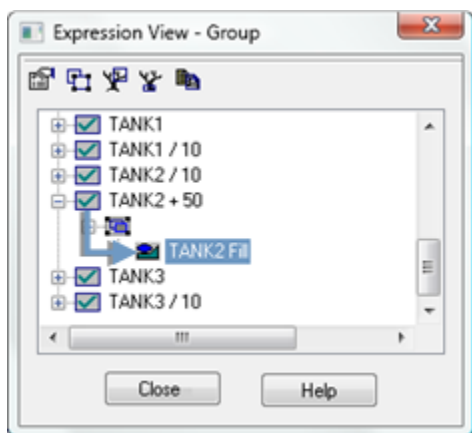 Expression View - Group
TANK1
TANK1 / 10
TANK2 / 10
TANK2 + 50
TANK2 Fill
TANK3
TANK3 / 10
Close
Help